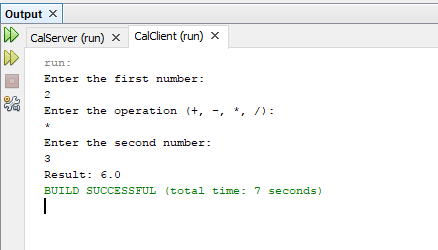 Output
CalServer (run) CalClient (run)
run:
Enter the first number:
2
Enter the operation (+, -, *, /):
*
Enter the second number:
3
Result: 6.0
BUILD SUCCESSFUL (total time: 7 seconds)